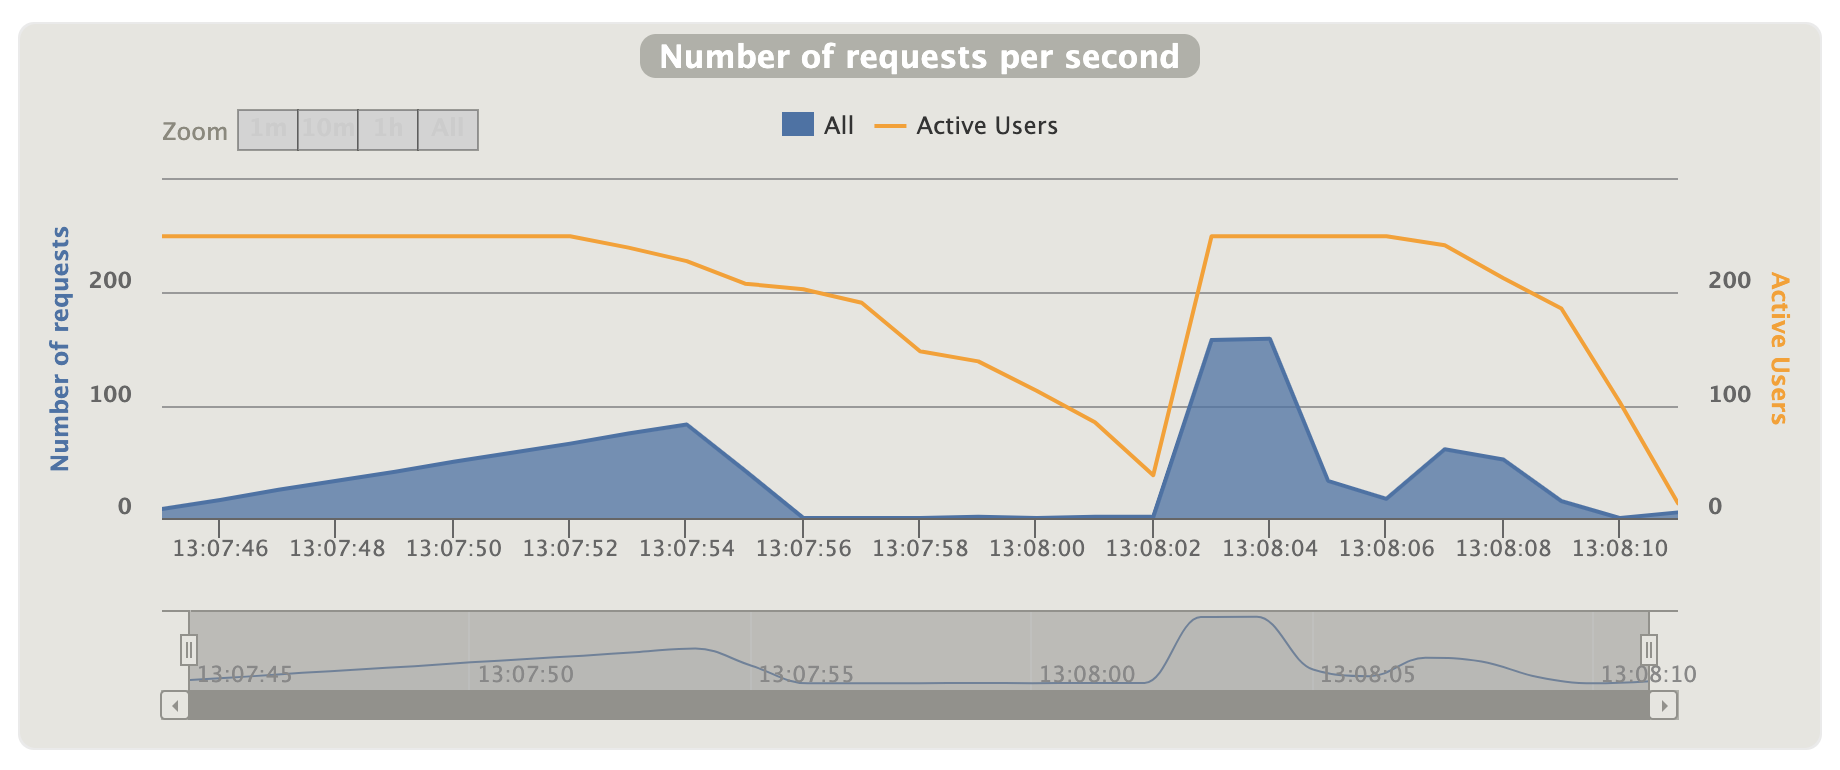 Number of requests per second
Zoom 1m 10m 1h All
All Active Users
Number of requests
200
100
0
200
100
0
Active Users
13:07:46 13:07:48 13:07:50 13:07:52 13:07:54 13:07:56 13:07:58 13:08:00 13:08:02 13:08:04 13:08:06 13:08:08 13:08:10
13:07:45 13:07:50 13:07:55 13:08:00 13:08:05 13:08:10